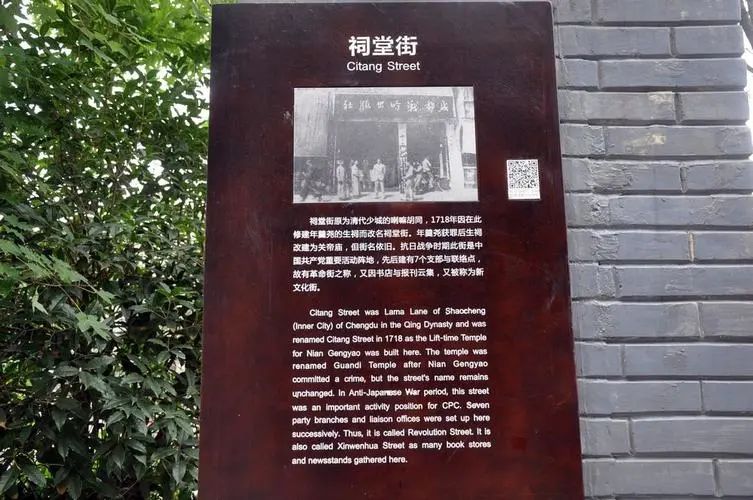 祠堂街
Citang Street
祠堂街原为清代少城的喇嘛胡同，1718年因在此
修建年羹尧的生祠而改名祠堂街。年羹尧获罪后生祠
改建为关帝庙，但街名依旧。抗日战争时期此街是中
国共产党重要活动阵地，先后建有7个支部与联络点，
故有革命街之称，又因书店与报刊云集，又被称为新
文化街。
Citang Street was Lama Lane of Shaocheng
(Inner City) of Chengdu in the Qing Dynasty and was
renamed Citang Street in 1718 as the Lift-time Temple
for Nian Gengyao was built here. The temple was
renamed Guandi Temple after Nian Gengyao
committed a crime, but the street's name remains
unchanged. In Anti-Japanese War period, this street
was an important activity position for CPC. Seven
party branches and liaison offices were set up here
successively. Thus, it is called Revolution Street. It is
also called Xinwenhua Street as many book stores
and newsstands gathered here.